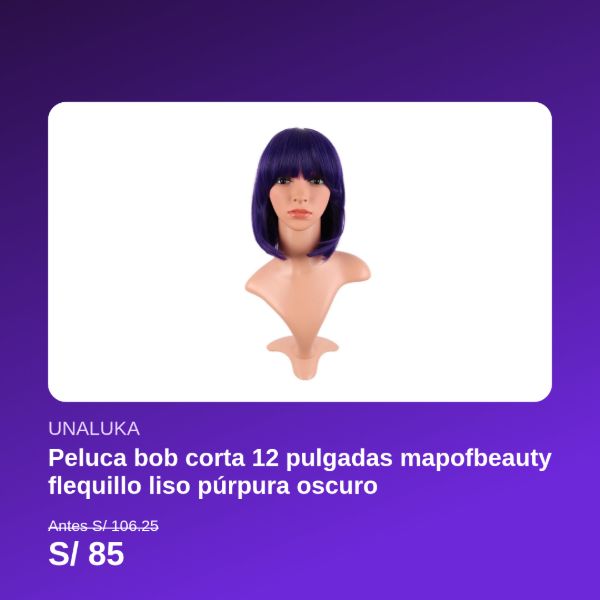 UNALUKA
Peluca bob corta 12 pulgadas mapofbeauty
flequillo liso púrpura oscuro
Antes S/ 106.25
S/ 85